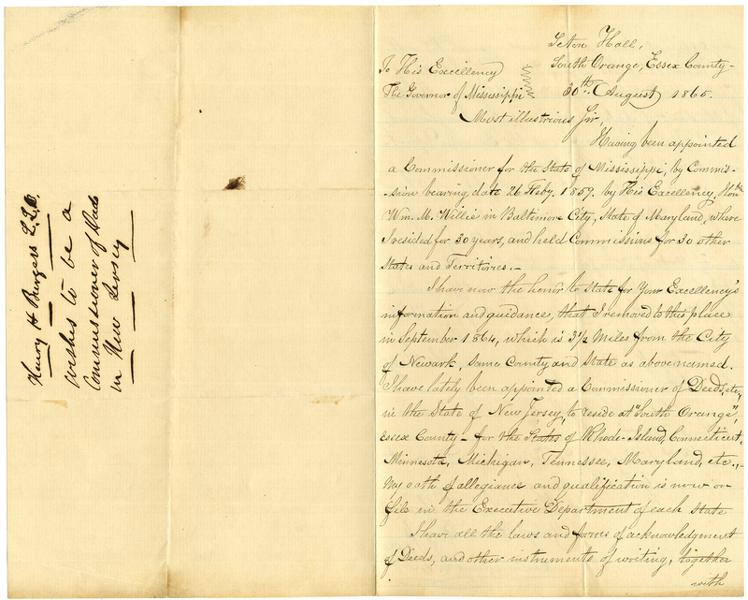 Henry H Burgess L.L.D.
wishes to be a
Commissioner of Deeds
in New Jersey
Seton Hall,
South Orange, Essex County-
To His Excellency
The Governor of Mississippi
30th August 1865.
Most illustrious Sir,
Having been appointed
a Commissioner for the State of Mississippi, by Commis-
-sion bearing date 26 Feby. 1857. by His Excellency, Honble
Wm. M. Willie in Baltimore City, State of Maryland, where
I resided for 30 years, and held Commissions for 30 other
States and Territories.-
I have now the honor to State for Your Excellency's
information and guidance, that I removed to this place
in September 1864, which is 3½ Miles from the City
of Newark, same County and State as above named.
I have lately been appointed a Commissioner of Deeds, etc,
in the State of New Jersey, to reside at "South Orange",
Essex County- for the States of Rhode-Island, Connecticut,
Minnesota, Michigan, Tennessee, Maryland, etc.,-
My oath of allegiance and qualification is now on
file in the Executive Department of each State
I have all the laws and forms of acknowledgment
of Deeds, and other instruments of writing, together
with